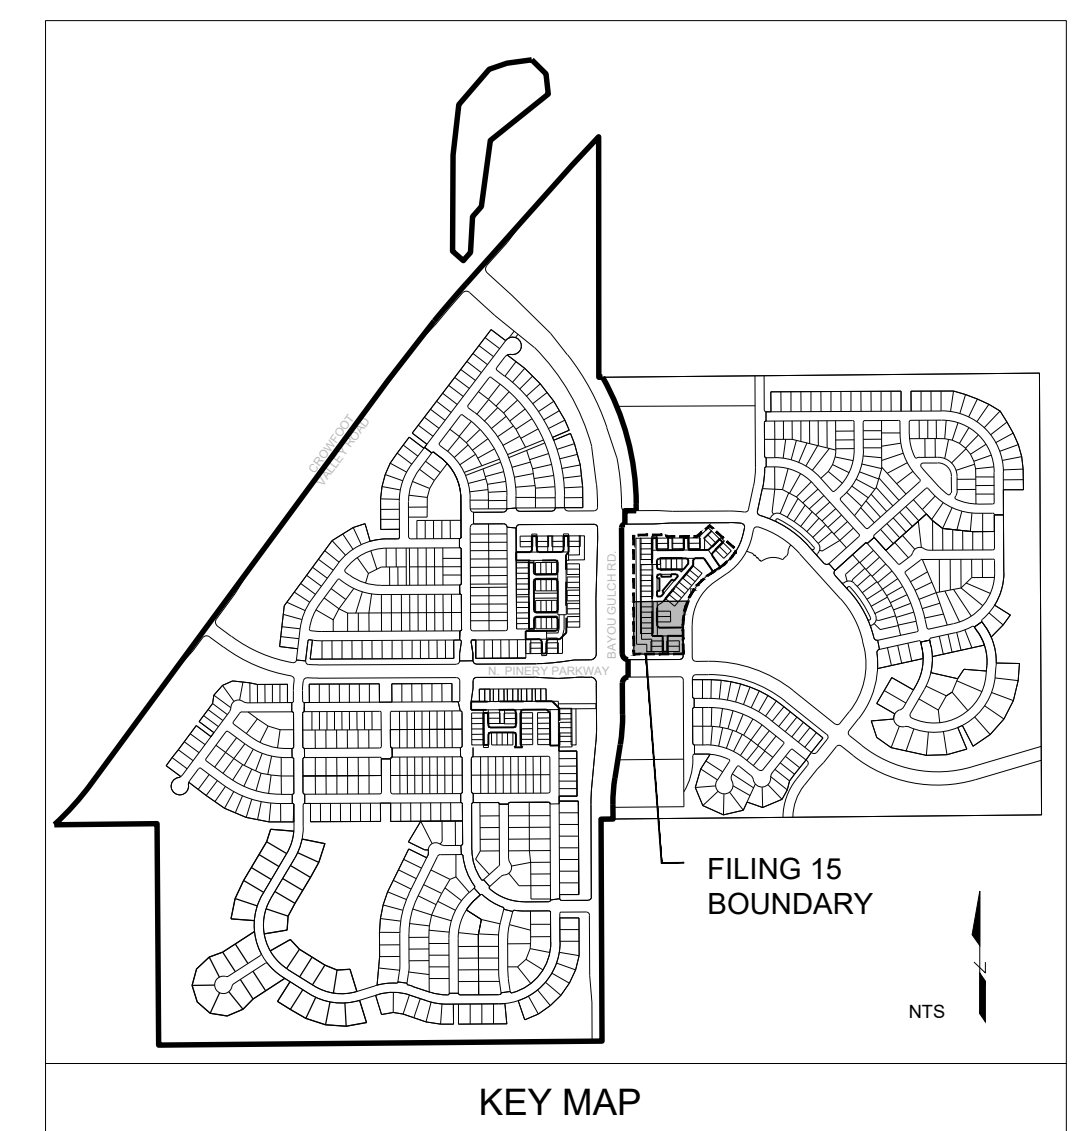 CROWFOOT
VALLEY ROAD
BAYOU GULCH RD.
N. PINERY PARKWAY
FILING 15
BOUNDARY
NTS
KEY MAP